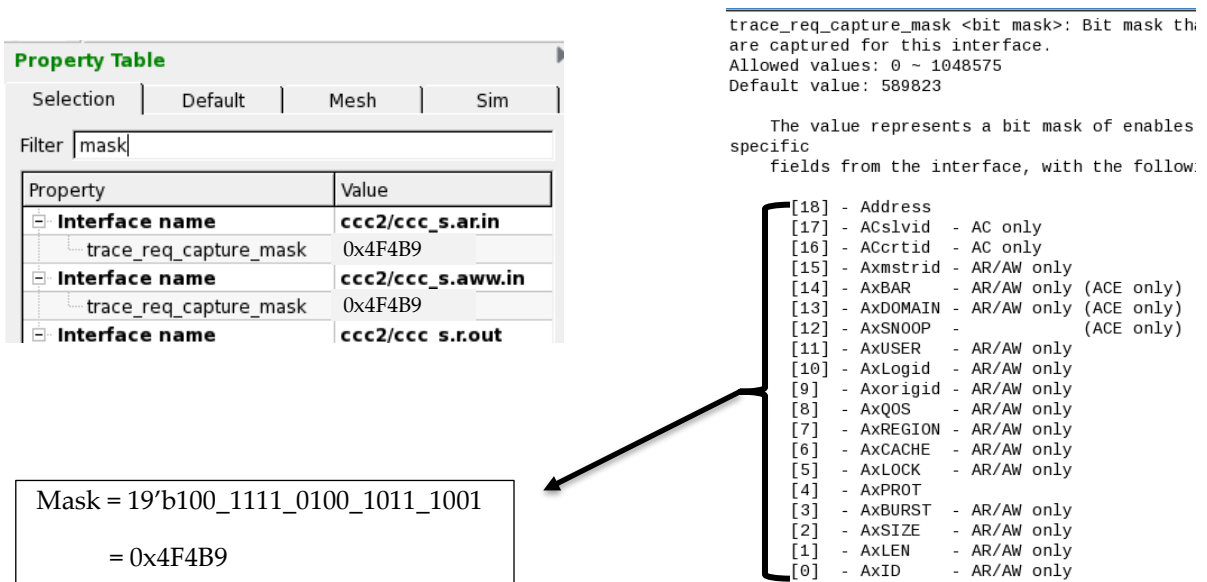 Property Table
Selection Default Mesh Sim
Filter mask
Property Value
Interface name ccc2/ccc_s.ar.in
trace_req_capture_mask 0x4F4B9
Interface name ccc2/ccc_s.aww.in
trace_req_capture_mask 0x4F4B9
Interface name ccc2/ccc_s.r.out
Mask = 19’b100_1111_0100_1011_1001
= 0x4F4B9
trace_req_capture_mask <bit mask>: Bit mask tha
are captured for this interface.
Allowed values: 0 ~ 1048575
Default value: 589823
The value represents a bit mask of enables
specific
fields from the interface, with the followi
[18] - Address
[17] - ACslvid - AC only
[16] - ACcrtid - AC only
[15] - Axmstrid - AR/AW only
[14] - AxBAR - AR/AW only (ACE only)
[13] - AxDOMAIN - AR/AW only (ACE only)
[12] - AxSNOOP - (ACE only)
[11] - AxUSER - AR/AW only
[10] - AxLogid - AR/AW only
[9] - Axorigid - AR/AW only
[8] - AxQOS - AR/AW only
[7] - AxREGION - AR/AW only
[6] - AxCACHE - AR/AW only
[5] - AxLOCK - AR/AW only
[4] - AxPROT
[3] - AxBURST - AR/AW only
[2] - AxSIZE - AR/AW only
[1] - AxLEN - AR/AW only
[0] - AxID - AR/AW only